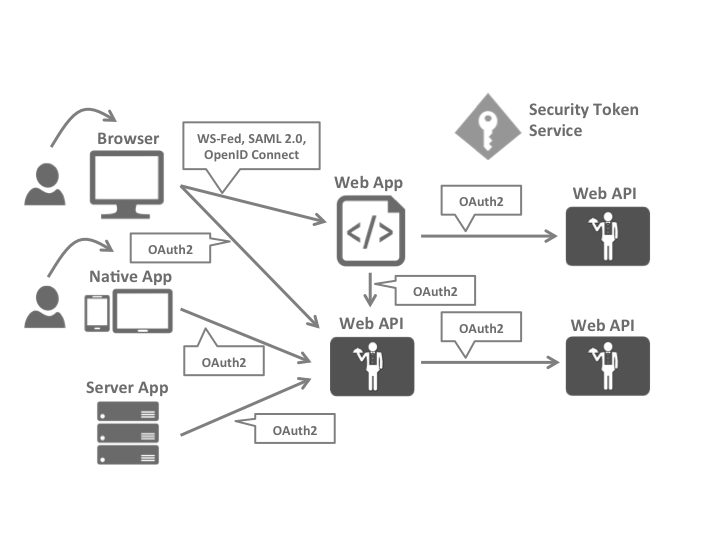 Security Token
Service
Browser
WS-Fed, SAML 2.0,
OpenID Connect
Web App
OAuth2
Web API
OAuth2
Native App
OAuth2
Web API
OAuth2
Web API
OAuth2
Server App
OAuth2